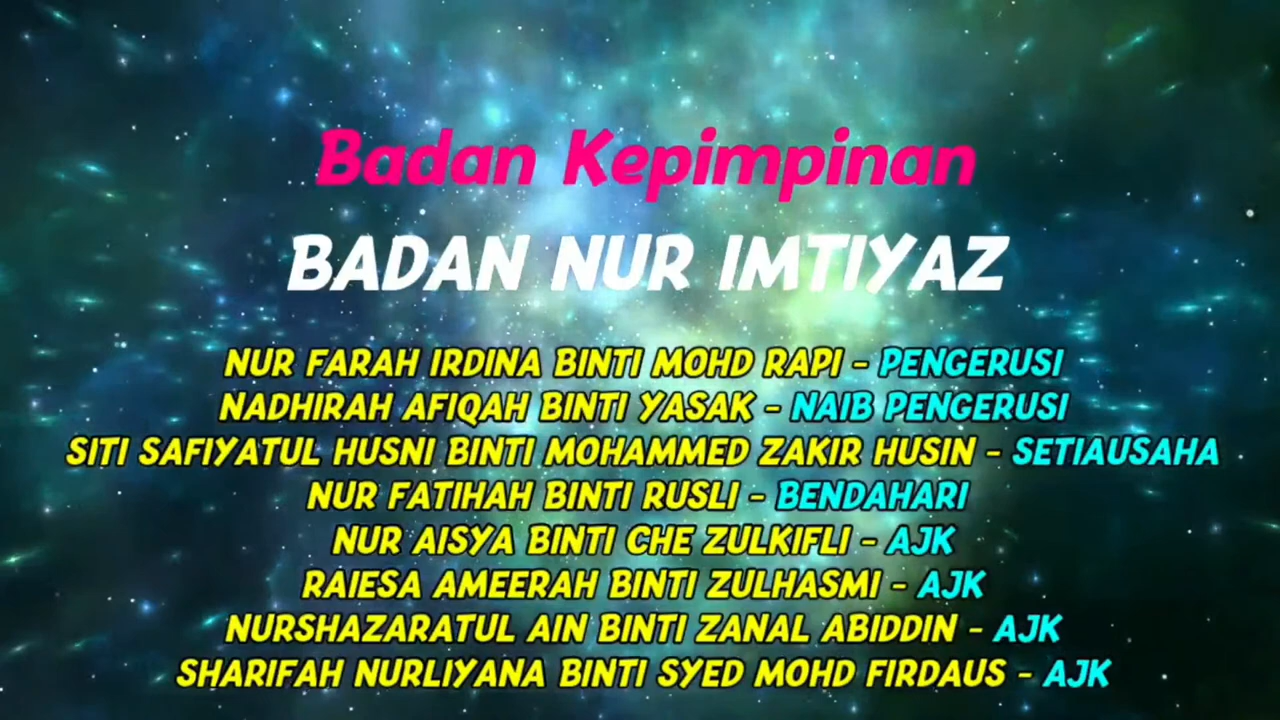 Badan Kepimpinan
BADAN NUR IMTIYAZ
NUR FARAH IRDINA BINTI MOHD RAPI - PENGERUSI
NADHIRAH AFIQAH BINTI YASAK - NAIB PENGERUSI
SITI SAFIYATUL HUSNI BINTI MOHAMMED ZAKIR HUSIN - SETIAUSAHA
NUR FATIHAH BINTI RUSLI - BENDAHARI
NUR AISYA BINTI CHE ZULKIFLI - AJK
RAIESA AMEERAH BINTI ZULHASMI - AJK
NURSHAZARATUL AIN BINTI ZANAL ABIDDIN - AJK
SHARIFAH NURLIYANA BINTI SYED MOHD FIRDAUS - AJK